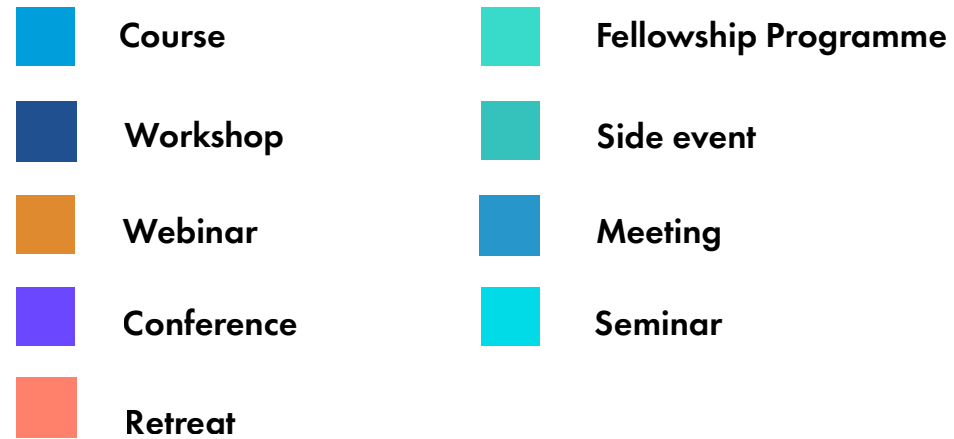 Course
Fellowship Programme
Workshop
Side event
Webinar
Meeting
Conference
Seminar
Retreat